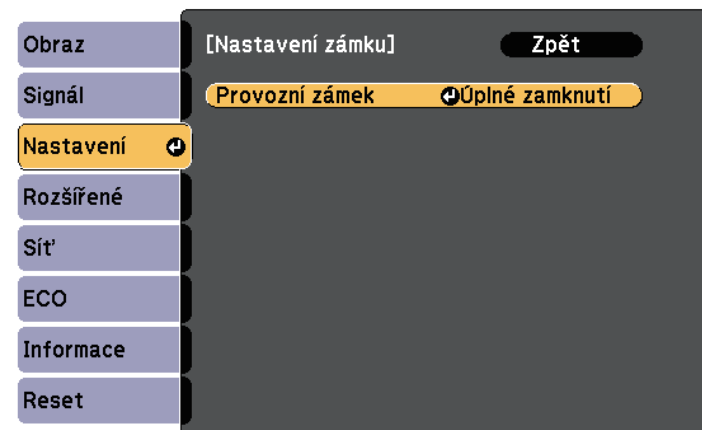 Obraz
Signál
Nastavení
Rozšířené
Síť
ECO
Informace
Reset
[Nastavení zámku] Zpět
Provozní zámek Úplné zamknutí